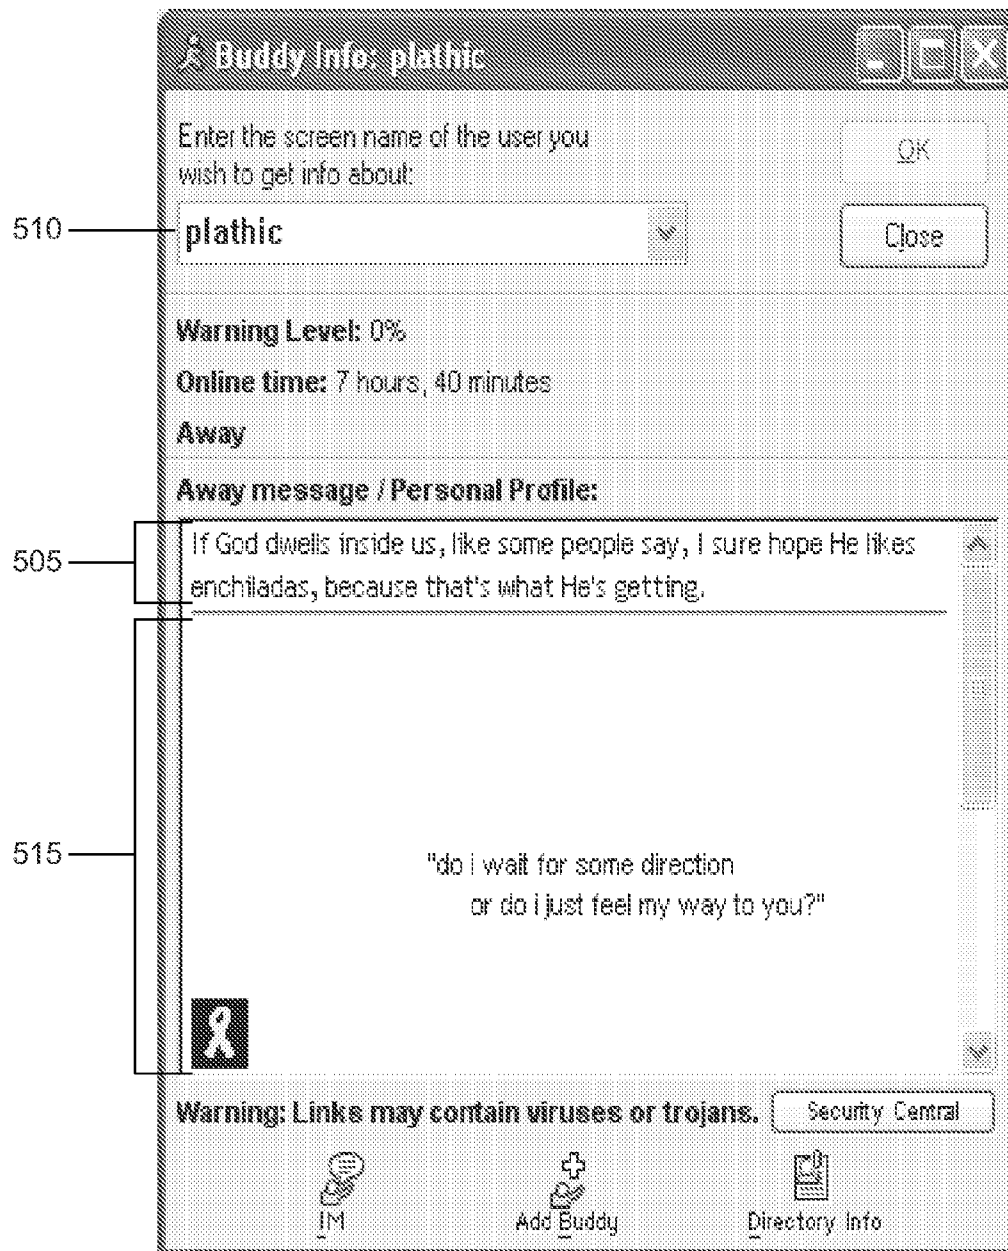 Buddy Info: plathic
Enter the screen name of the user you
wish to get info about:
OK
510
plathic
Close
Warning Level: 0%
Online time: 7 hours, 40 minutes
Away
Away message / Personal Profile:
505
If God dwells inside us, like some people say, I sure hope He likes
enchiladas, because that's what He's getting.
515
"do i wait for some direction
or do i just feel my way to you?"
Warning: Links may contain viruses or trojans.
Security Central
IM
Add Buddy
Directory Info